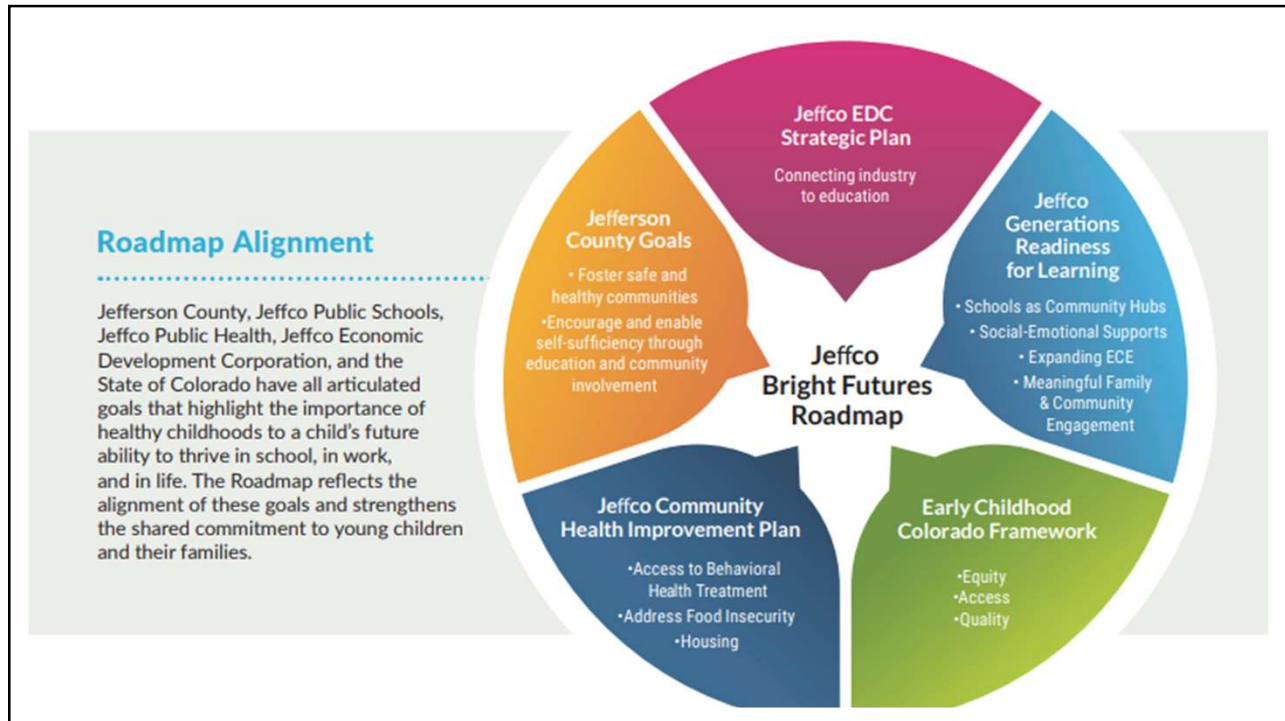 Roadmap Alignment
Jefferson County, Jeffco Public Schools,
Jeffco Public Health, Jeffco Economic
Development Corporation, and the
State of Colorado have all articulated
goals that highlight the importance of
healthy childhoods to a child's future
ability to thrive in school, in work,
and in life. The Roadmap reflects the
alignment of these goals and strengthens
the shared commitment to young children
and their families.
Jeffco EDC
Strategic Plan
Connecting industry
to education
Jefferson
County Goals
• Foster safe and
healthy communities
•Encourage and enable
self-sufficiency through
education and community
involvement
Jeffco
Generations
Readiness
for Learning
• Schools as Community Hubs
• Social-Emotional Supports
• Expanding ECE
• Meaningful Family
& Community
Engagement
Jeffco
Bright Futures
Roadmap
Jeffco Community
Health Improvement Plan
•Access to Behavioral
Health Treatment
•Address Food Insecurity
•Housing
Early Childhood
Colorado Framework
•Equity
•Access
•Quality